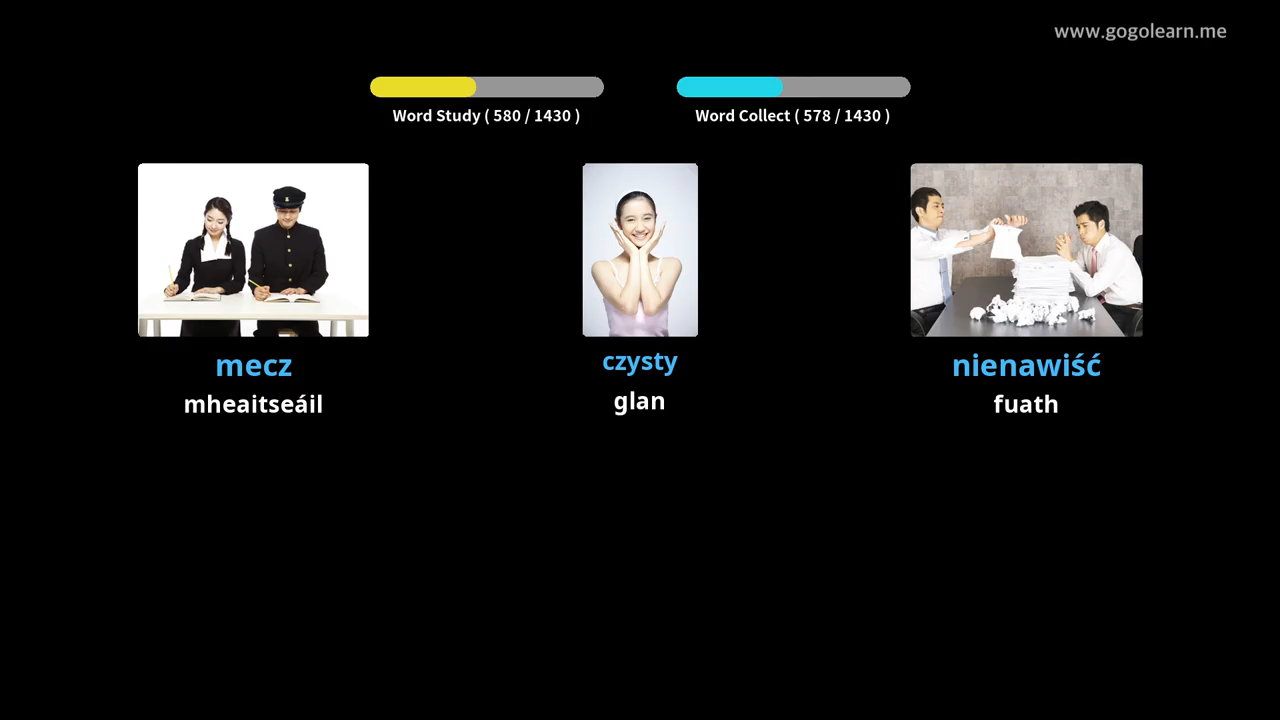 www.gogolearn.me
Word Study ( 580 / 1430 )
Word Collect ( 578 / 1430 )
mecz
mheaitseáil
czysty
glan
nienawiść
fuath